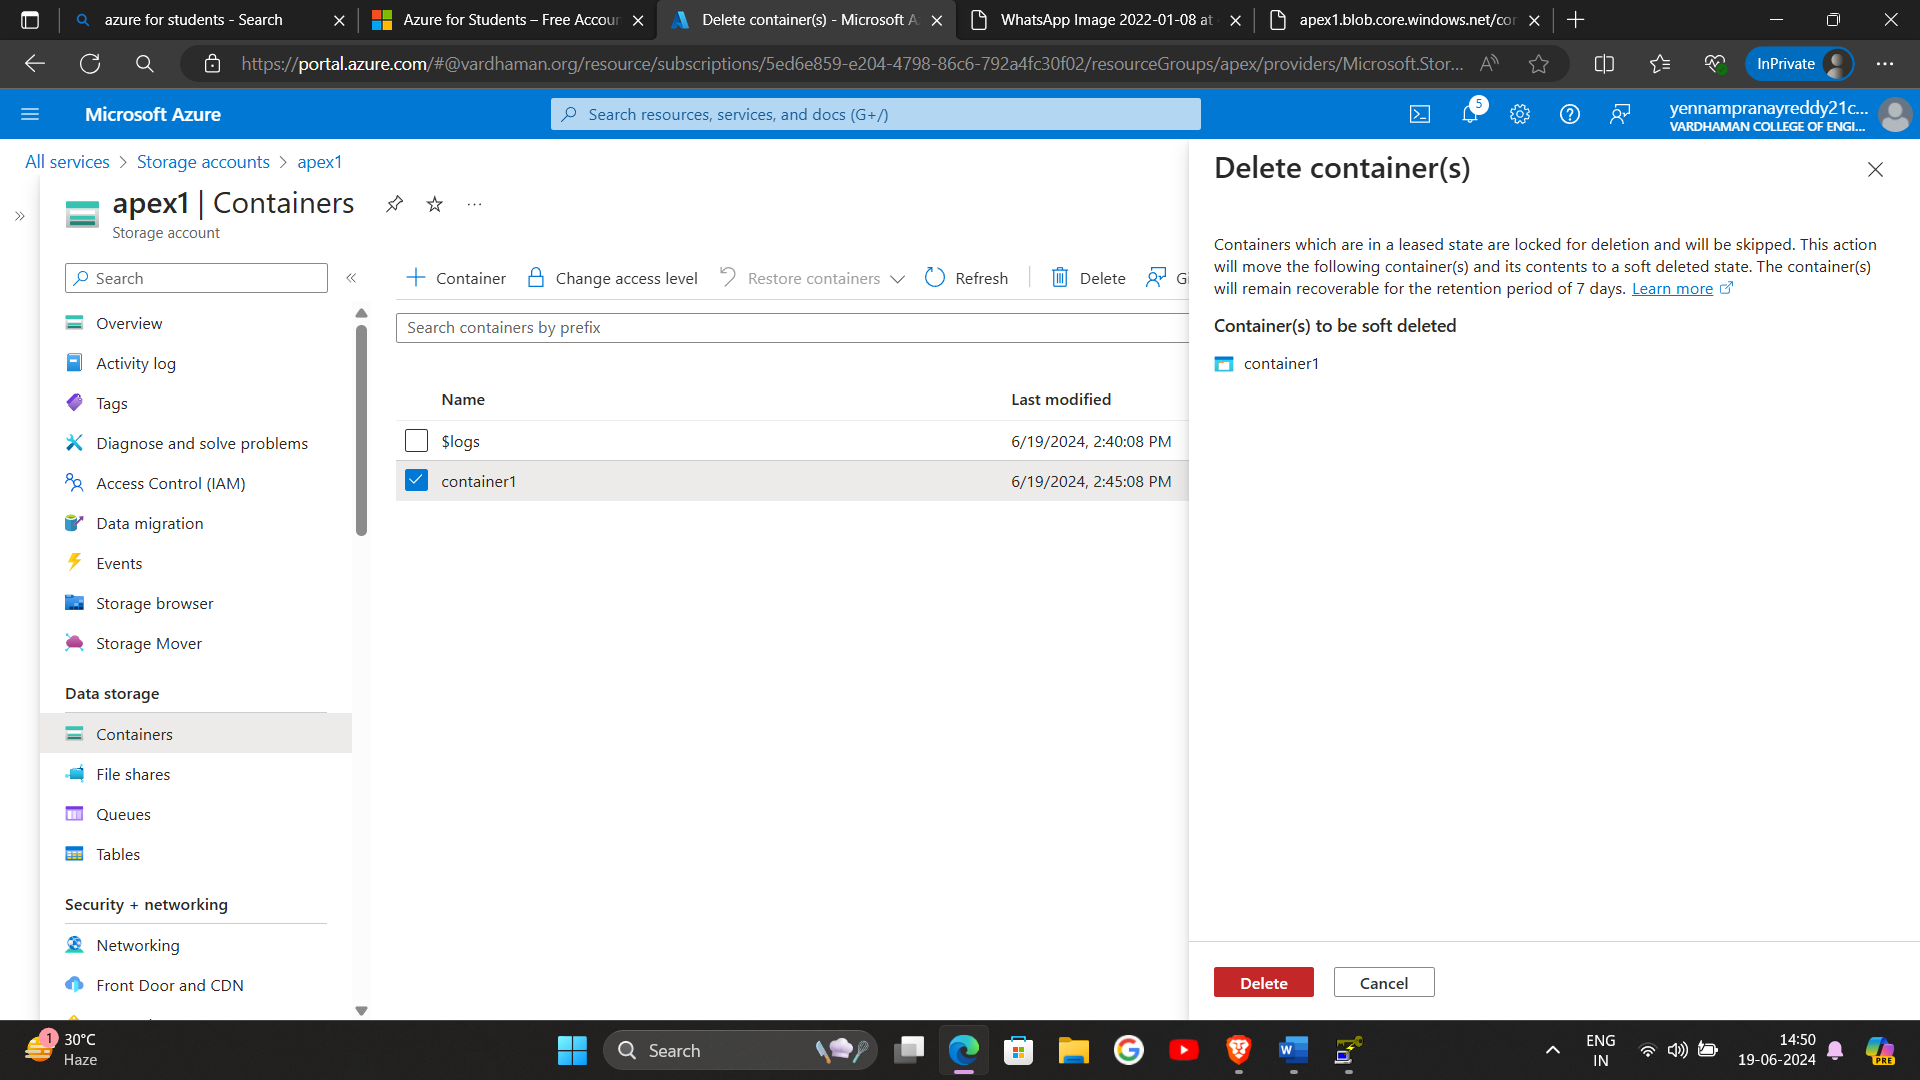 azure for students - Search
Azure for Students – Free Accoun
Delete container(s) - Microsoft A
WhatsApp Image 2022-01-08 at
apex1.blob.core.windows.net/con
https://portal.azure.com/#@vardhaman.org/resource/subscriptions/5ed6e859-e204-4798-86c6-792a4fc30f02/resourceGroups/apex/providers/Microsoft.Stor...
InPrivate
Microsoft Azure
Search resources, services, and docs (G+/)
5
yennampranayreddy21c...
VARDHAMAN COLLEGE OF ENGI...
All services > Storage accounts > apex1
apex1 | Containers
Storage account
Search
Overview
Activity log
Tags
Diagnose and solve problems
Access Control (IAM)
Data migration
Events
Storage browser
Storage Mover
Data storage
Containers
File shares
Queues
Tables
Security + networking
Networking
Front Door and CDN
Container
Change access level
Restore containers
Refresh
Delete
Gi
Search containers by prefix
Name Last modified
$logs 6/19/2024, 2:40:08 PM
container1 6/19/2024, 2:45:08 PM
Delete container(s)
Containers which are in a leased state are locked for deletion and will be skipped. This action
will move the following container(s) and its contents to a soft deleted state. The container(s)
will remain recoverable for the retention period of 7 days. Learn more
Container(s) to be soft deleted
container1
Delete
Cancel
1
30°C
Haze
Search
ENG
IN
14:50
19-06-2024
PRE